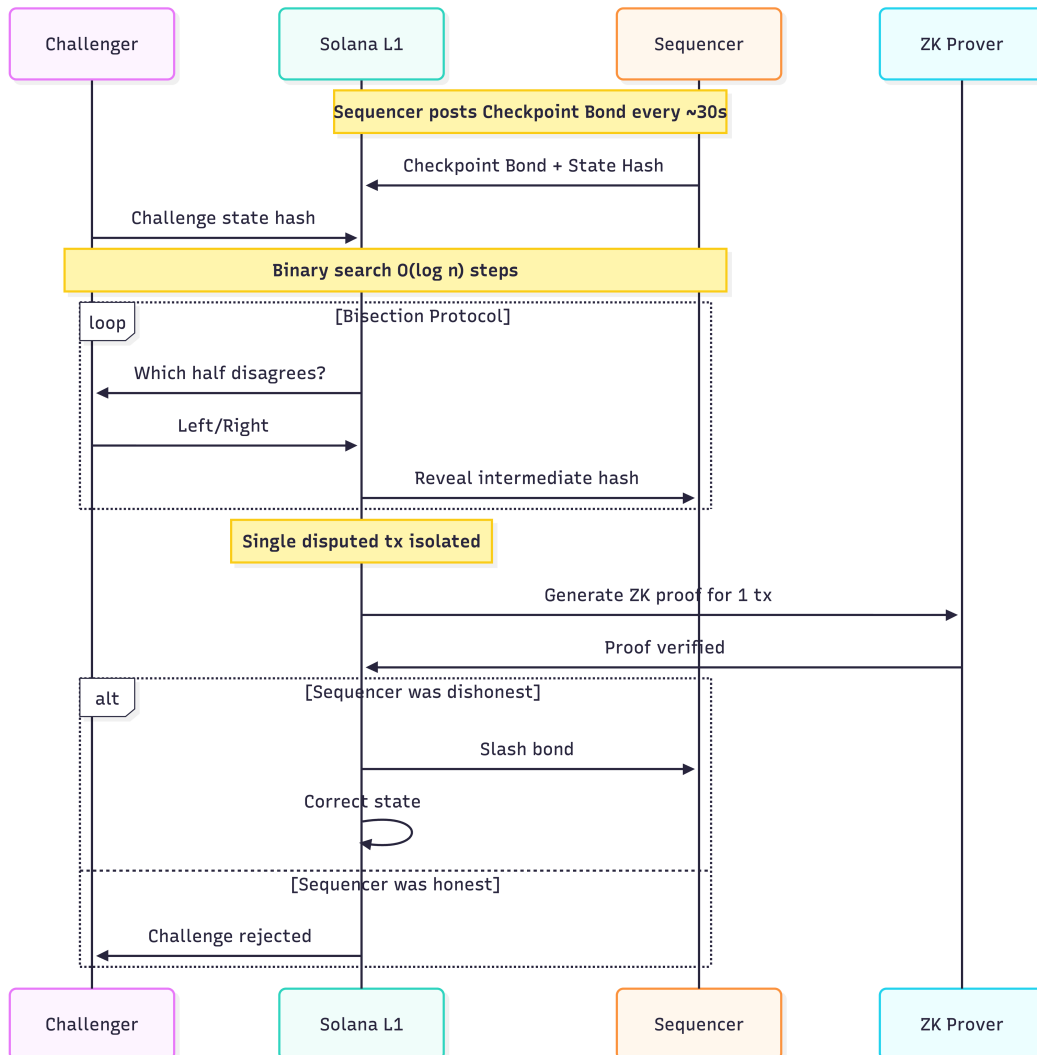 Challenger
Solana L1
Sequencer
ZK Prover
Sequencer posts Checkpoint Bond every ~30s
Checkpoint Bond + State Hash
Challenge state hash
Binary search O(log n) steps
loop
[Bisection Protocol]
Which half disagrees?
Left/Right
Reveal intermediate hash
Single disputed tx isolated
Generate ZK proof for 1 tx
Proof verified
alt
[Sequencer was dishonest]
Slash bond
Correct state
[Sequencer was honest]
Challenge rejected
Challenger
Solana L1
Sequencer
ZK Prover